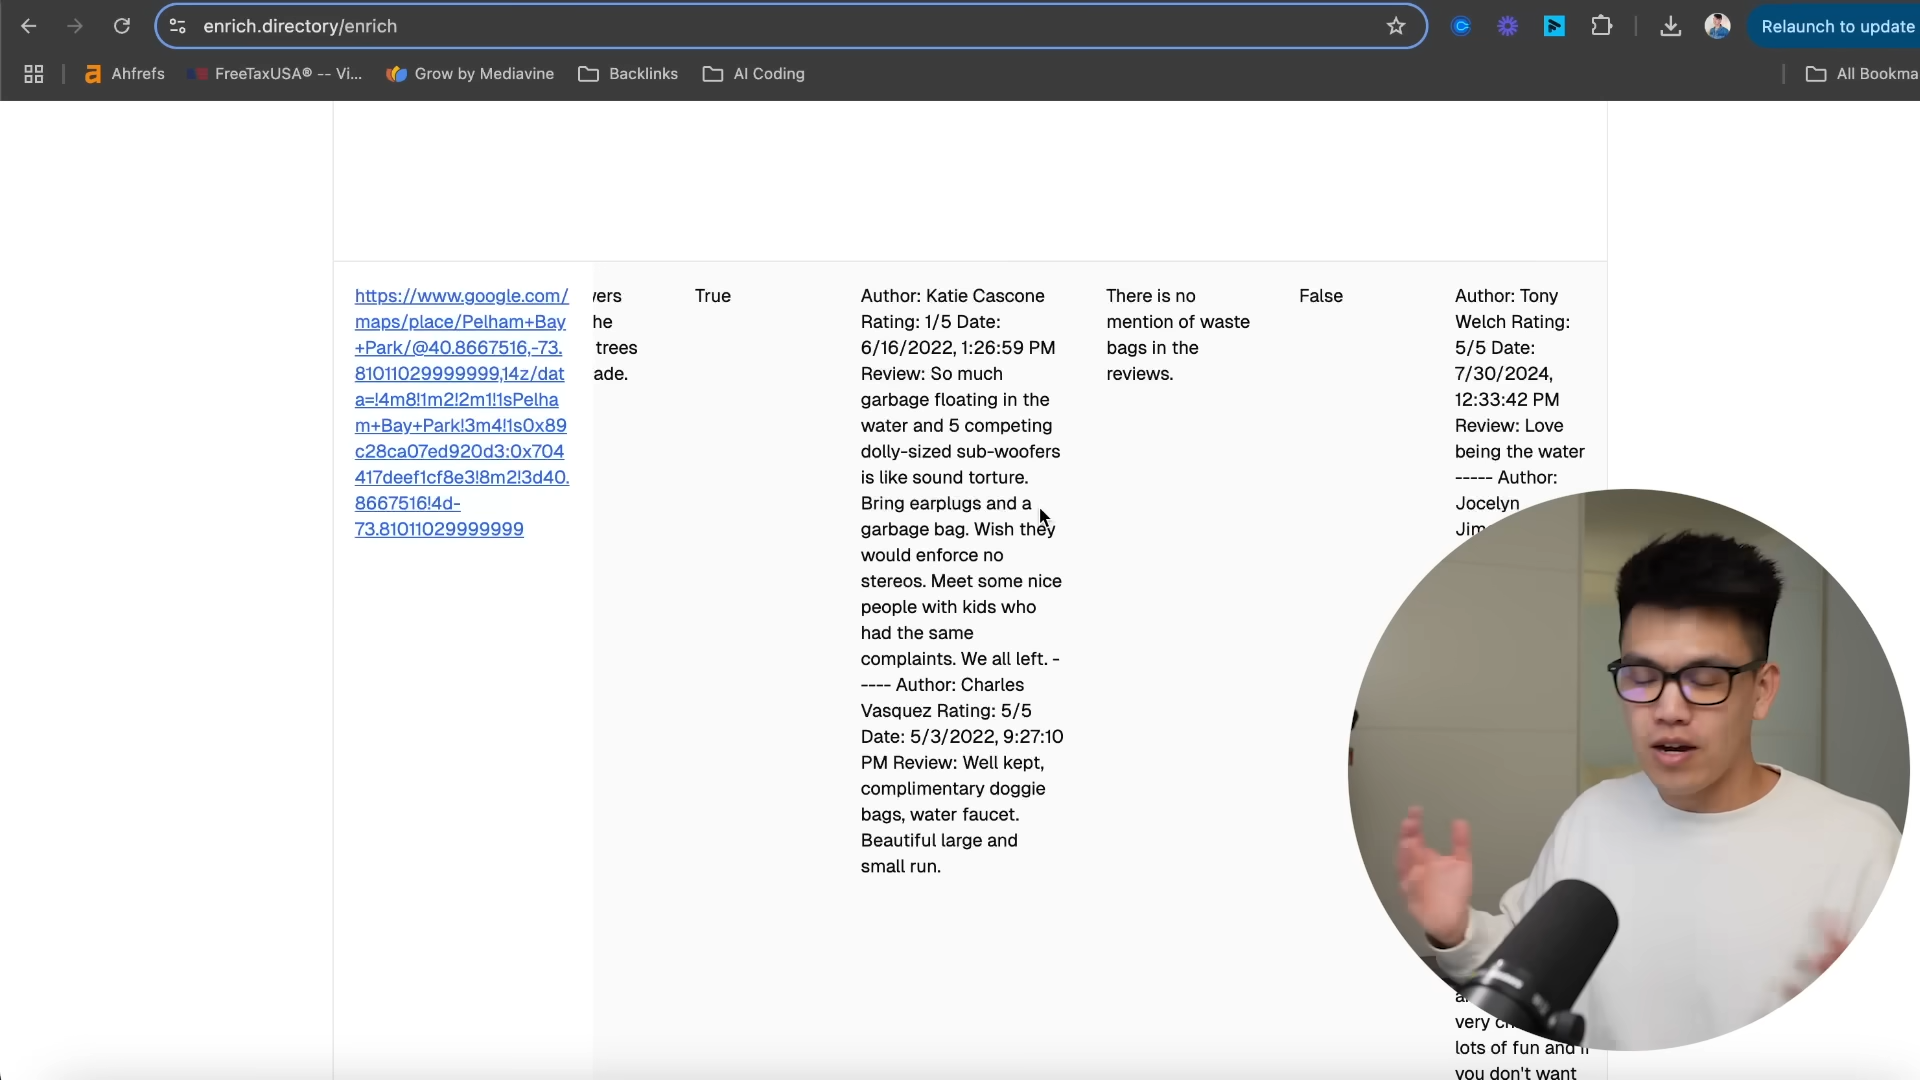 enrich.directory/enrich
Relaunch to update
Ahfrefs
FreeTaxUSA® -- Vi...
Grow by Mediavine
Backlinks
AI Coding
All Bookma
https://www.google.com/
maps/place/Pelham+Bay
+Park/@40.8667516,-73.
81011029999999,14z/dat
a=!4m8!1m2!2m1!1sPelha
m+Bay+Park!3m4!1s0x89
c28ca07ed920d3:0x704
417deef1cf8e3!8m2!3d40.
8667516!4d-
73.81011029999999
vers
he
trees
ade.
True
Author: Katie Cascone
Rating: 1/5 Date:
6/16/2022, 1:26:59 PM
Review: So much
garbage floating in the
water and 5 competing
dolly-sized sub-woofers
is like sound torture.
Bring earplugs and a
garbage bag. Wish they
would enforce no
stereos. Meet some nice
people with kids who
had the same
complaints. We all left. -
---- Author: Charles
Vasquez Rating: 5/5
Date: 5/3/2022, 9:27:10
PM Review: Well kept,
complimentary doggie
bags, water faucet.
Beautiful large and
small run.
There is no
mention of waste
bags in the
reviews.
False
Author: Tony
Welch Rating:
5/5 Date:
7/30/2024,
12:33:42 PM
Review: Love
being the water
----- Author:
Jocelyn
Jim
very
lots of fun and
you don't want